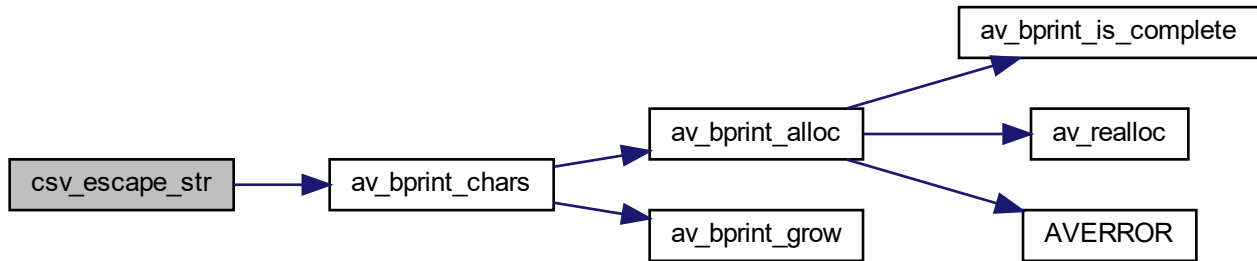 csv_escape_str
av_bprint_chars
av_bprint_alloc
av_bprint_grow
av_bprint_is_complete
av_realloc
AVERROR